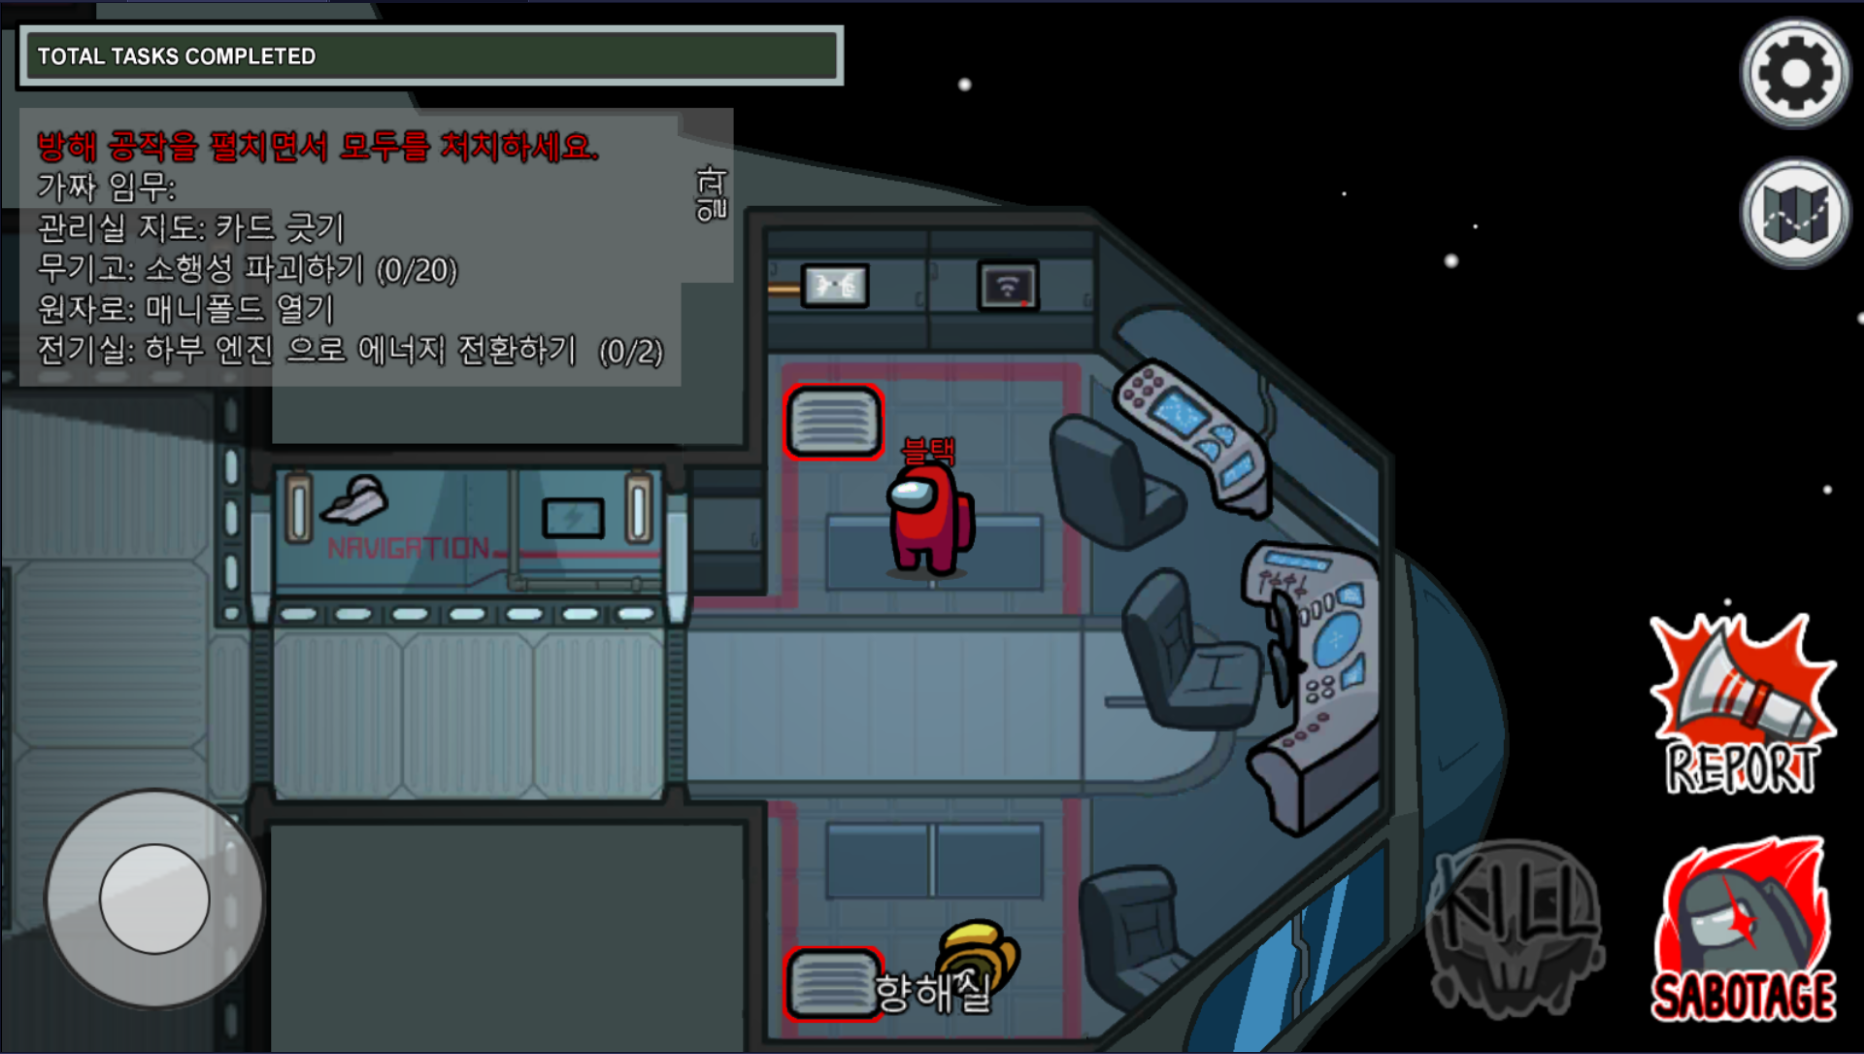 TOTAL TASKS COMPLETED
방해 공작을 펼치면서 모두를 처치하세요.
가짜 임무:
관리실 지도: 카드 긋기
무기고: 소행성 파괴하기 (0/20)
원자로: 매니폴드 열기
전기실: 하부 엔진 으로 에너지 전환하기 (0/2)
블택
NAVIGATION
향해실
REPORT
KILL
SABOTAGE